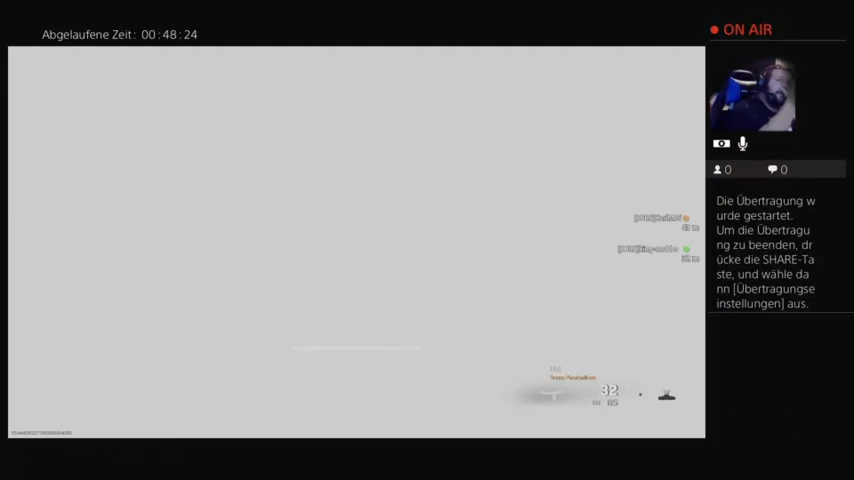 Abgelaufene Zeit: 00:48:24
ON AIR
0
0
Die Übertragung w
urde gestartet.
Um die Übertragu
ng zu beenden, dr
ücke die SHARE-Ta
ste, und wähle da
nn [Übertragungse
instellungen] aus.
32